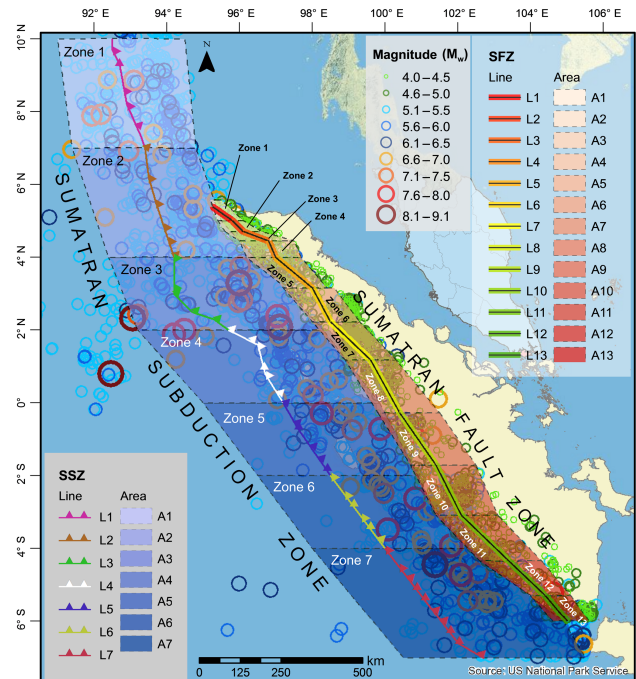 92° E 94° E 96° E 98° E 100° E 102° E 104° E 106° E
10° N
8° N
6° N
4° N
2° N
0°
2° S
4° S
6° S
N
Zone 1
Zone 2
Zone 3
Zone 4
Zone 5
Zone 6
Zone 7
SUMATRAN
SUBDUCTION
ZONE
Zone 1
Zone 2
Zone 3
Zone 4
Zone 5
Zone 6
Zone 7
Zone 8
Zone 9
Zone 10
Zone 11
Zone 12
Zone 13
SUMATRAN FAULT ZONE
Magnitude (Mw)
4.0–4.5
4.6–5.0
5.1–5.5
5.6–6.0
6.1–6.5
6.6–7.0
7.1–7.5
7.6–8.0
8.1–9.1
SFZ
Line Area
L1 A1
L2 A2
L3 A3
L4 A4
L5 A5
L6 A6
L7 A7
L8 A8
L9 A9
L10 A10
L11 A11
L12 A12
L13 A13
SSZ
Line Area
L1 A1
L2 A2
L3 A3
L4 A4
L5 A5
L6 A6
L7 A7
0 125 250 500
km
Source: US National Park Service